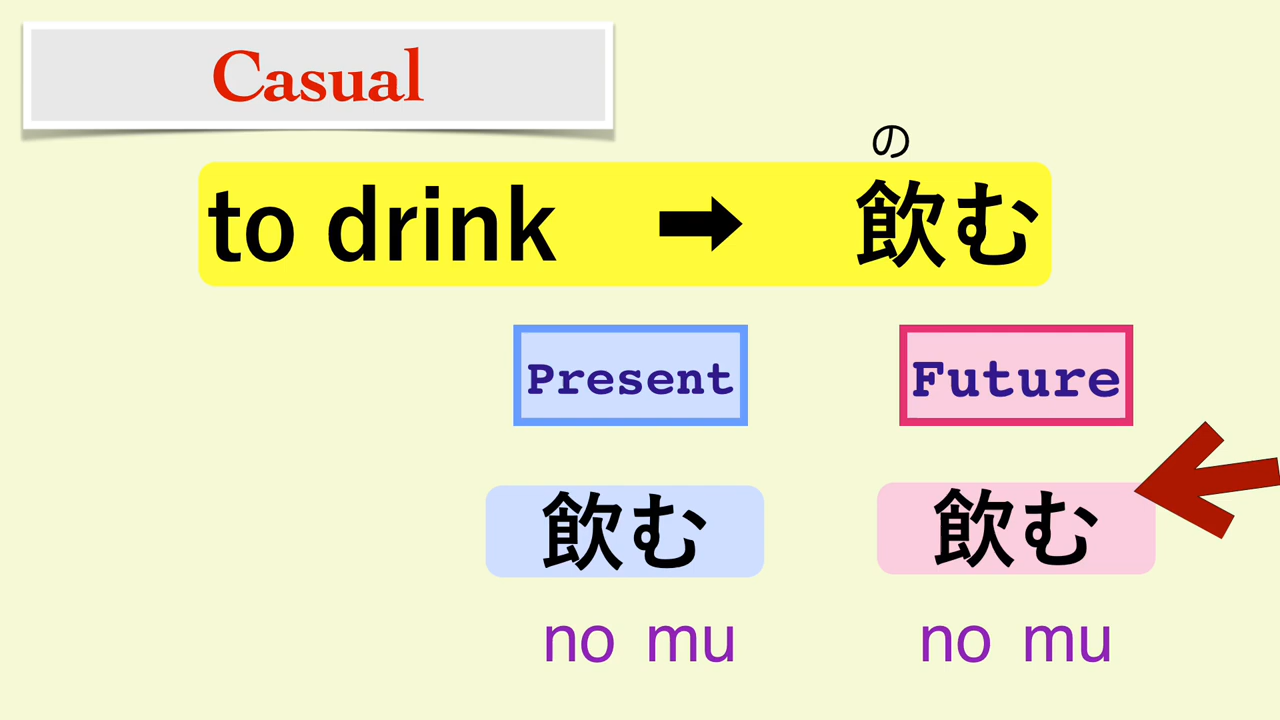 Casual
の
to drink ➡ 飲む
Present Future
飲む 飲む
no mu no mu